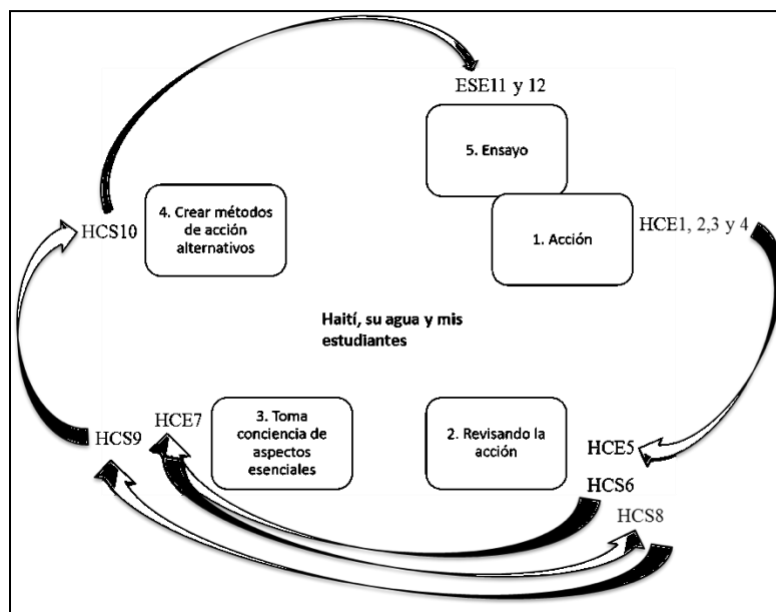 ESE11 y 12
5. Ensayo
4. Crear métodos
de acción
alternativos
HCS10
1. Acción
HCE1, 2,3 y 4
Haití, su agua y mis
estudiantes
HCS9
HCE7
3. Toma
conciencia de
aspectos
esenciales
2. Revisando la
acción
HCE5
HCS6
HCS8